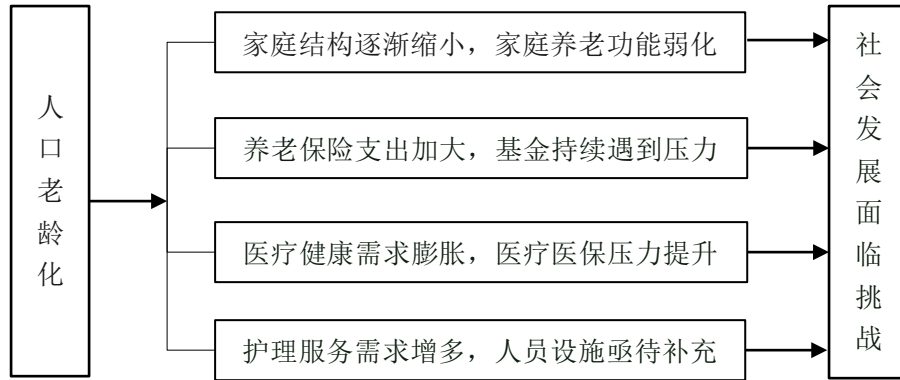 人口老龄化
家庭结构逐渐缩小，家庭养老功能弱化
养老保险支出加大，基金持续遇到压力
医疗健康需求膨胀，医疗医保压力提升
护理服务需求增多，人员设施亟待补充
社会发展面临挑战